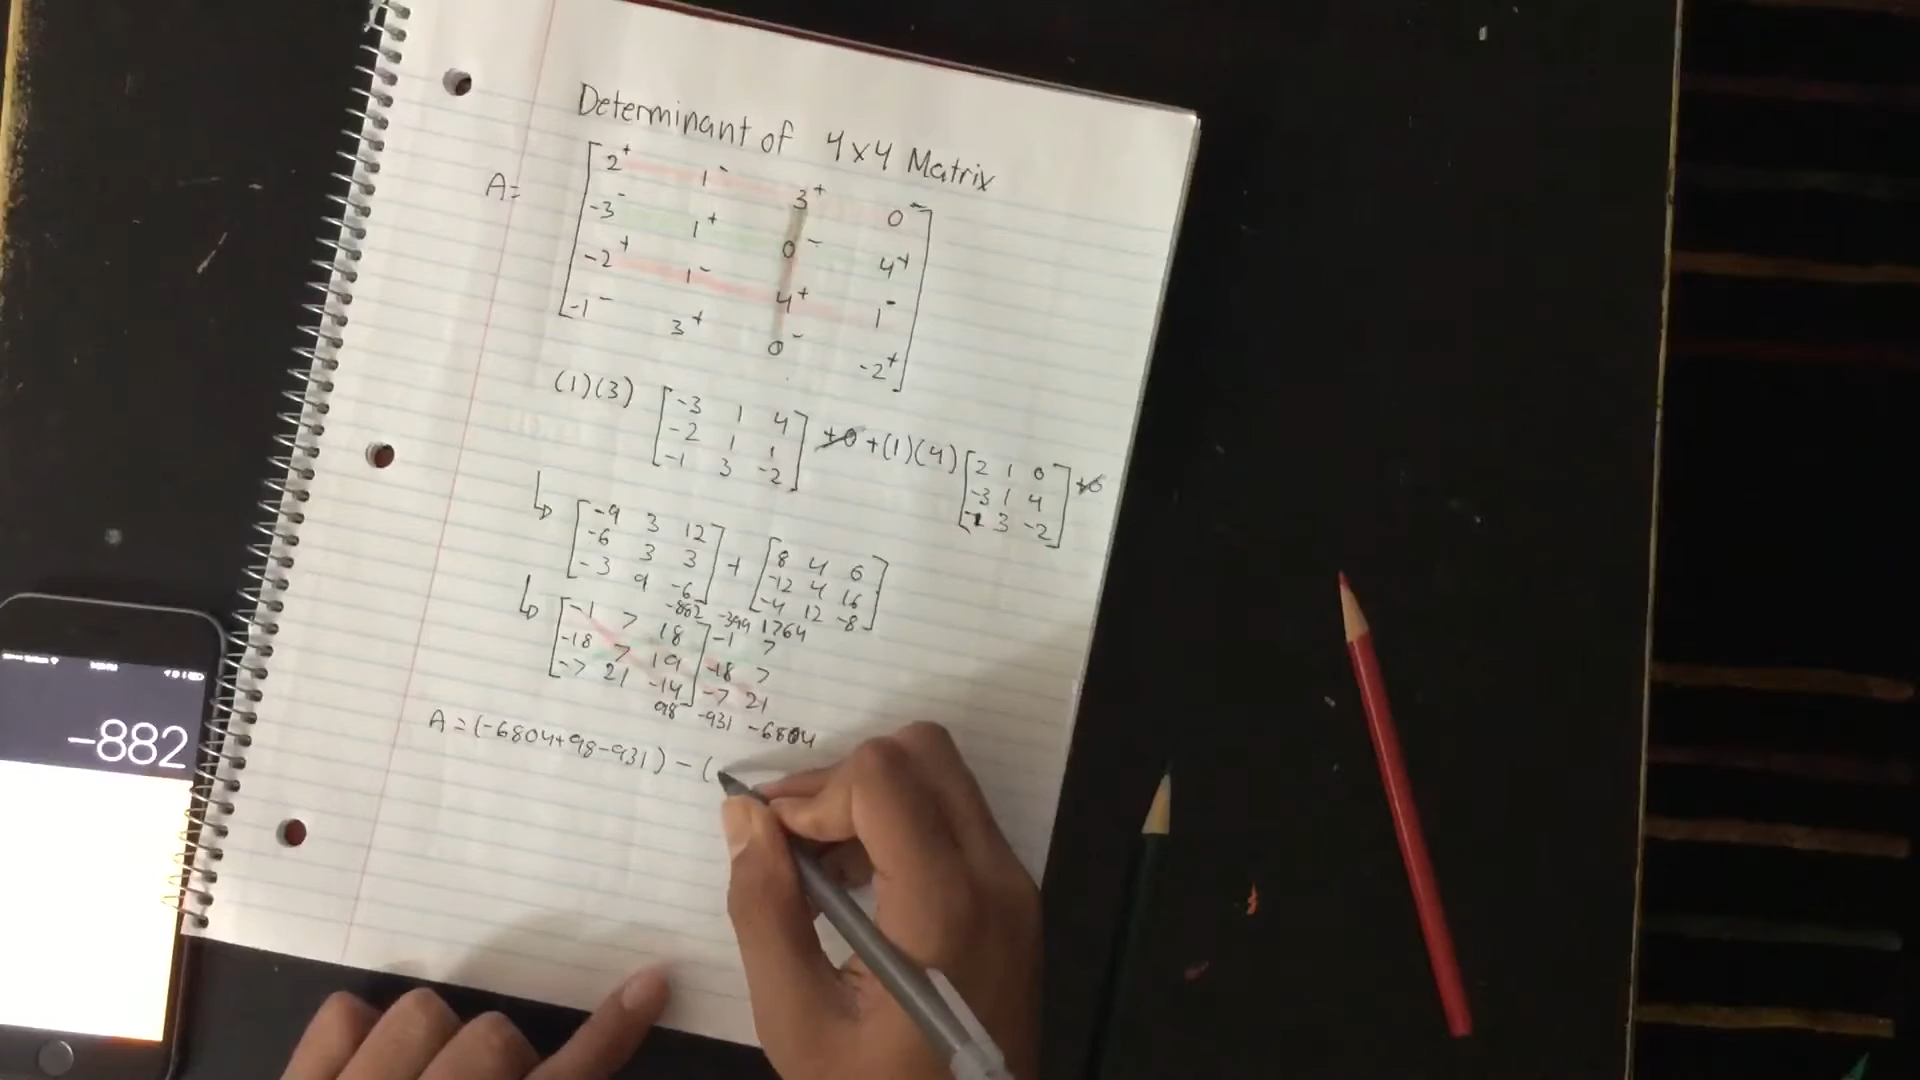 Determinant of 4x4 Matrix
A= [ 2+ 1- 3+ 0-
-3- 1+ 0- 4+
-2+ 1- 4+ 1-
-1- 3+ 0- -2+ ]
(1)(3) [ -3 1 4 ] +0 +(1)(4) [ 2 1 0 ] +0
-2 1 1 -3 1 4
-1 3 -2 -1 3 -2
↳ [ -9 3 12 ] + [ 8 4 6 ]
-6 3 3 -12 4 16
-3 9 -6 -4 12 -8
-882 -399 1764
↳ [ -1 7 18 ] -1 7
-18 7 19 -18 7
-7 21 -14 -7 21
98 -931 -6804
A = (-6804+98-931) - (
-882